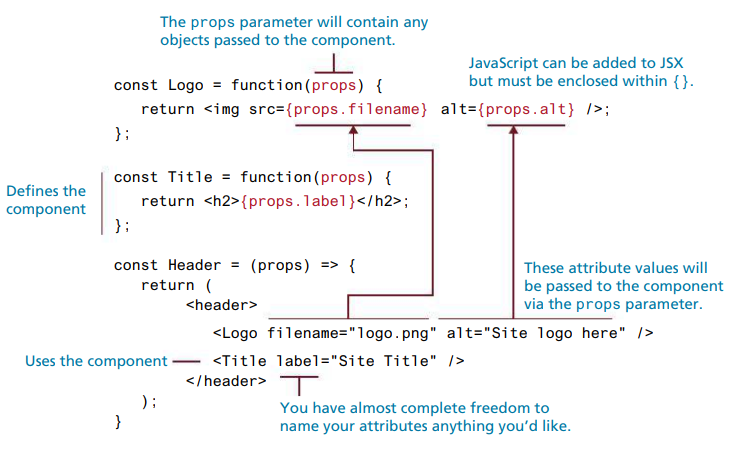 The props parameter will contain any
objects passed to the component.
JavaScript can be added to JSX
but must be enclosed within {}.
const Logo = function(props) {
return <img src={props.filename} alt={props.alt} />;
};
Defines the
component
const Title = function(props) {
return <h2>{props.label}</h2>;
};
const Header = (props) => {
return (
<header>
These attribute values will
be passed to the component
via the props parameter.
<Logo filename="logo.png" alt="Site logo here" />
Uses the component
<Title label="Site Title" />
</header>
);
}
You have almost complete freedom to
name your attributes anything you'd like.